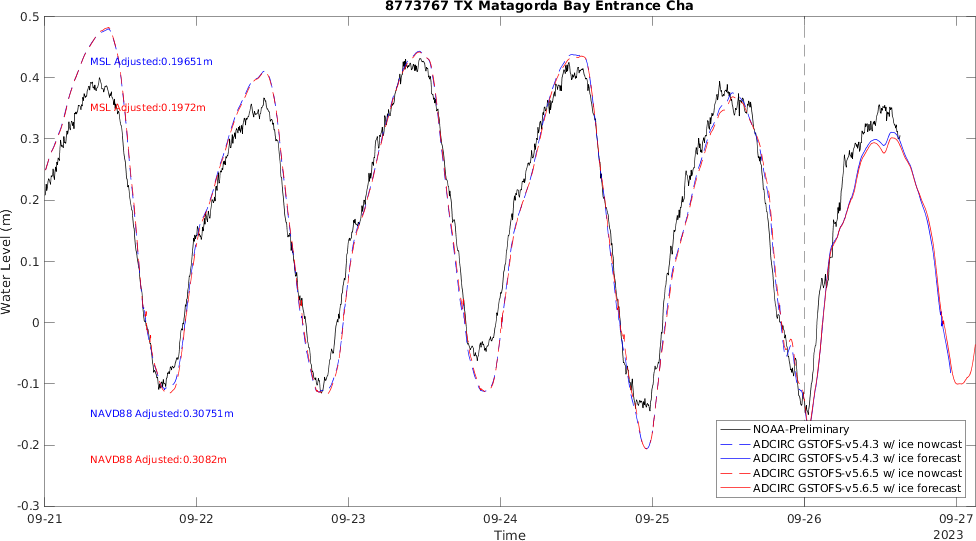 8773767 TX Matagorda Bay Entrance Cha
0.5
0.4
0.3
0.2
0.1
0
-0.1
-0.2
-0.3
Water Level (m)
MSL Adjusted:0.19651m
MSL Adjusted:0.1972m
NAVD88 Adjusted:0.30751m
NAVD88 Adjusted:0.3082m
NOAA-Preliminary
ADCIRC GSTOFS-v5.4.3 w/ ice nowcast
ADCIRC GSTOFS-v5.4.3 w/ ice forecast
ADCIRC GSTOFS-v5.6.5 w/ ice nowcast
ADCIRC GSTOFS-v5.6.5 w/ ice forecast
09-21 09-22 09-23 09-24 09-25 09-26 09-27
Time
2023